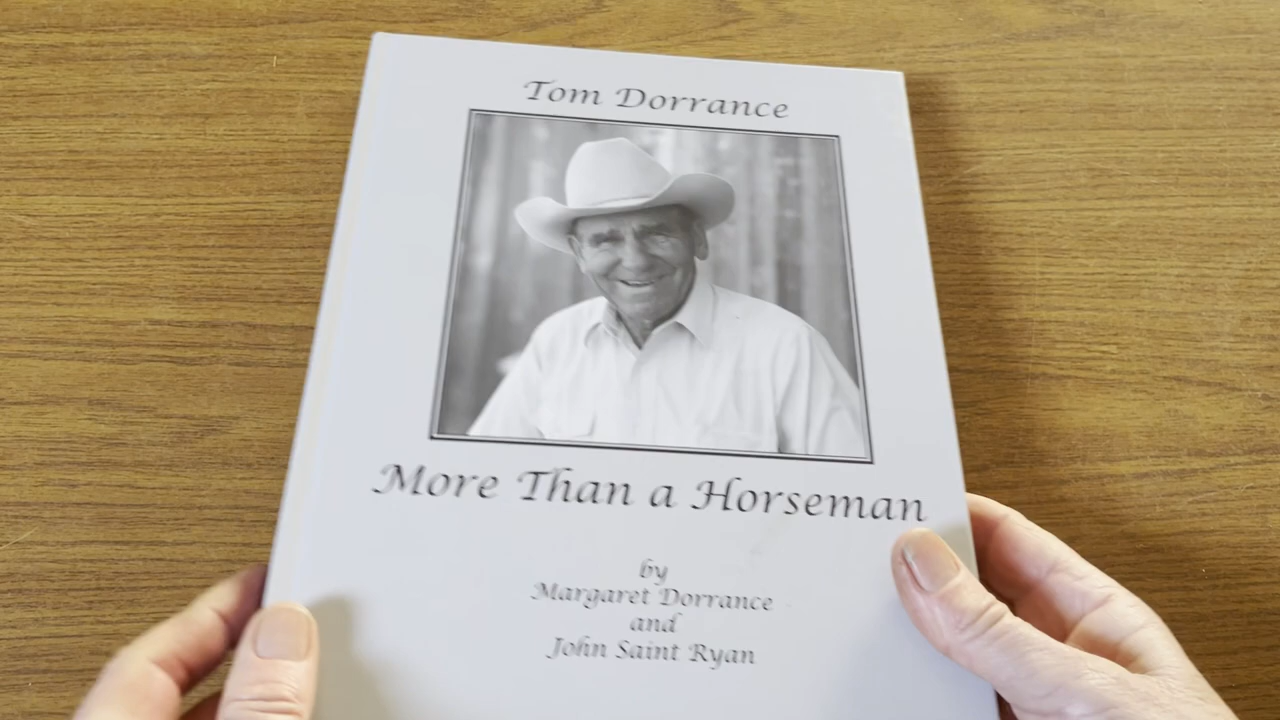 Tom Dorrance
More Than a Horseman
by
Margaret Dorrance
and
John Saint Ryan